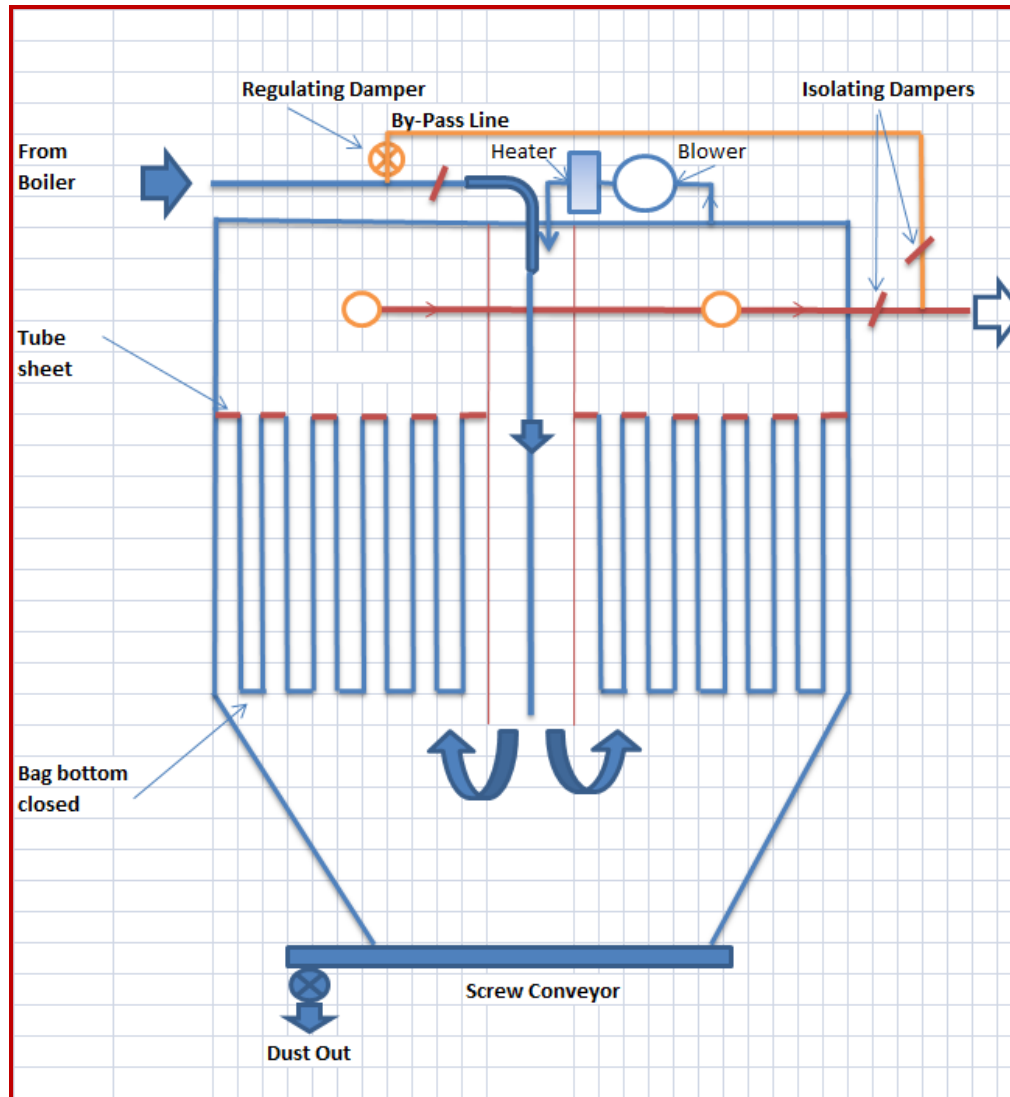 Regulating Damper
Isolating Dampers
By-Pass Line
From
Boiler
Heater
Blower
Tube
sheet
Bag bottom
closed
Screw Conveyor
Dust Out